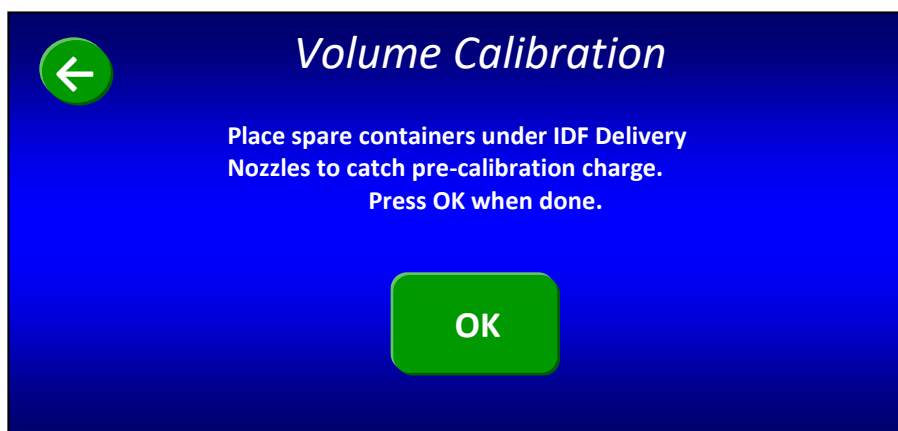 Volume Calibration
Place spare containers under IDF Delivery
Nozzles to catch pre-calibration charge.
Press OK when done.
OK